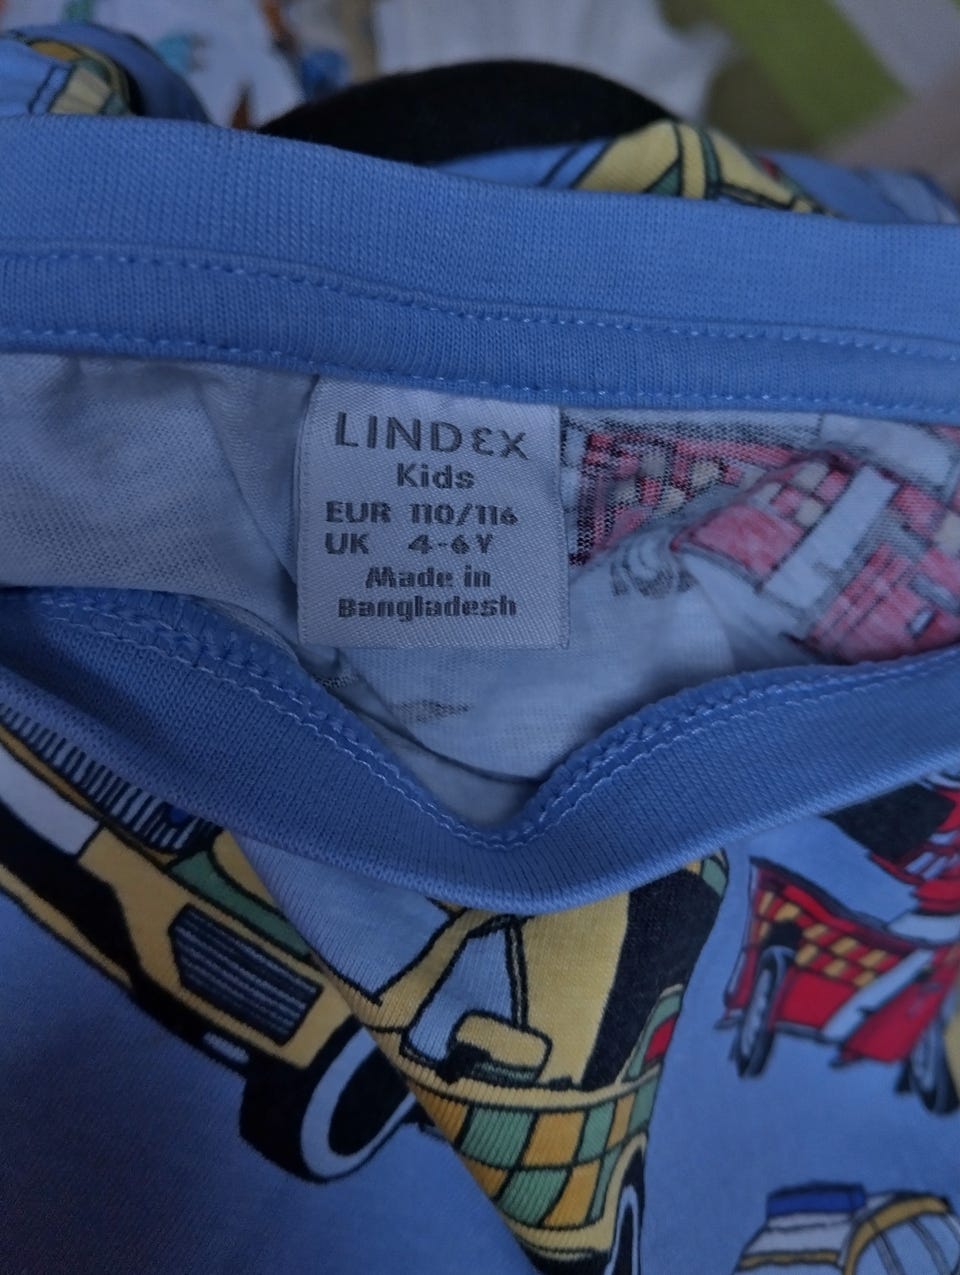 LINDEX
Kids
EUR 110/116
UK 4-6Y
Made in
Bangladesh